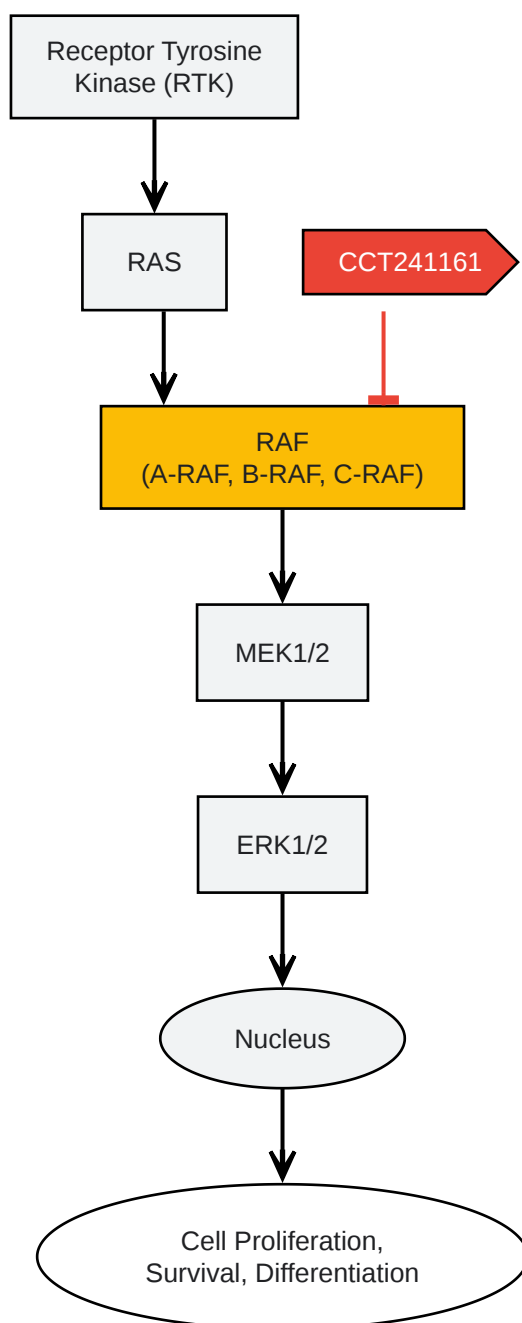 Receptor Tyrosine
Kinase (RTK)
RAS
CCT241161
RAF
(A-RAF, B-RAF, C-RAF)
MEK1/2
ERK1/2
Nucleus
Cell Proliferation,
Survival, Differentiation